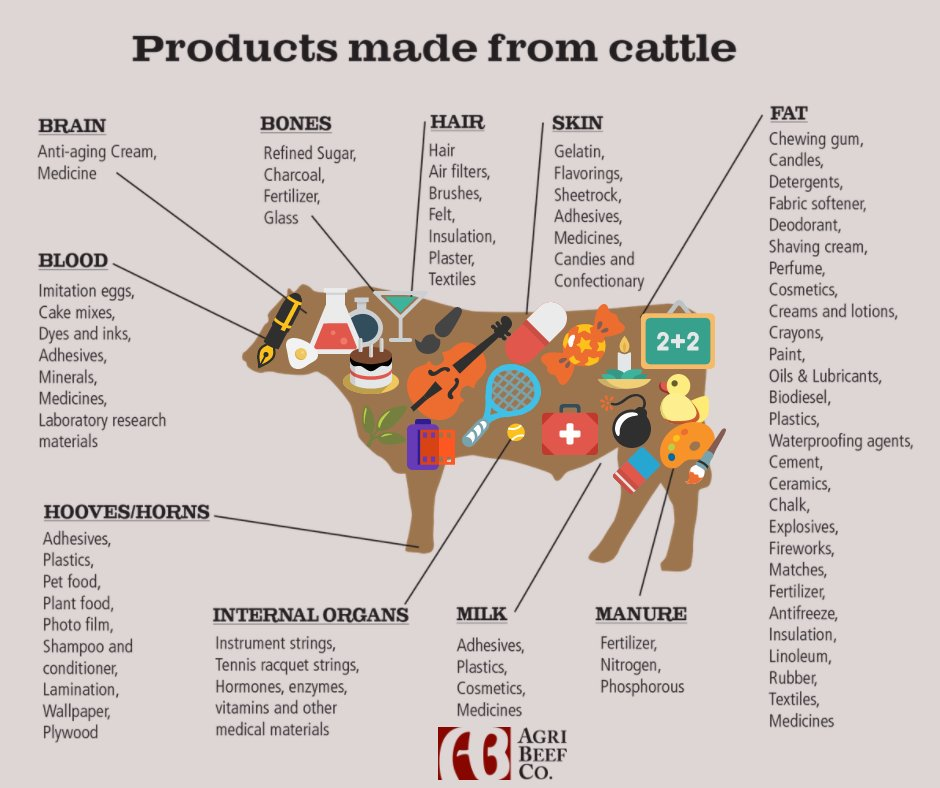 Products made from cattle
BRAIN
Anti-aging Cream,
Medicine
BONES
Refined Sugar,
Charcoal,
Fertilizer,
Glass
HAIR
Hair
Air filters,
Brushes,
Felt,
Insulation,
Plaster,
Textiles
SKIN
Gelatin,
Flavorings,
Sheetrock,
Adhesives,
Medicines,
Candies and
Confectionary
FAT
Chewing gum,
Candles,
Detergents,
Fabric softener,
Deodorant,
Shaving cream,
Perfume,
Cosmetics,
Creams and lotions,
Crayons,
Paint,
Oils & Lubricants,
Biodiesel,
Plastics,
Waterproofing agents,
Cement,
Ceramics,
Chalk,
Explosives,
Fireworks,
Matches,
Fertilizer,
Antifreeze,
Insulation,
Linoleum,
Rubber,
Textiles,
Medicines
BLOOD
Imitation eggs,
Cake mixes,
Dyes and inks,
Adhesives,
Minerals,
Medicines,
Laboratory research
materials
2+2
HOOVES/HORNS
Adhesives,
Plastics,
Pet food,
Plant food,
Photo film,
Shampoo and
conditioner,
Lamination,
Wallpaper,
Plywood
INTERNAL ORGANS
Instrument strings,
Tennis racquet strings,
Hormones, enzymes,
vitamins and other
medical materials
MILK
Adhesives,
Plastics,
Cosmetics,
Medicines
MANURE
Fertilizer,
Nitrogen,
Phosphorous
AB
AGRI
BEEF
CO.